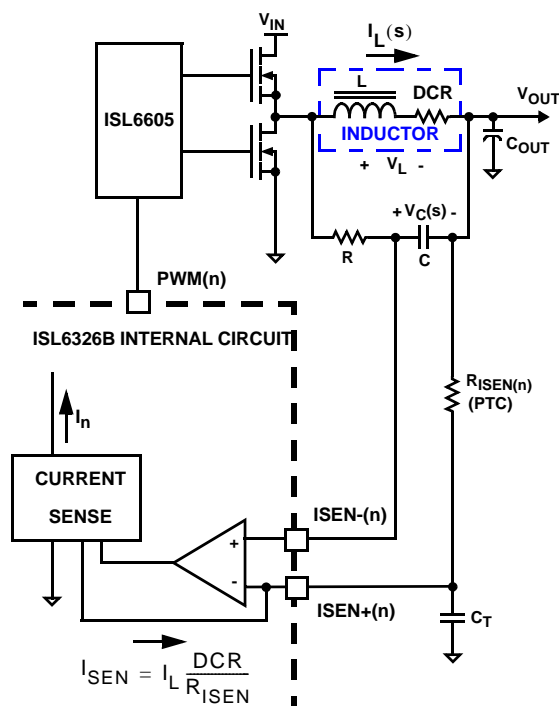 V_IN
I_L(s)
L
DCR
V_OUT
INDUCTOR
C_OUT
+ V_L -
ISL6605
+ V_C(s) -
R
C
PWM(n)
ISL6326B INTERNAL CIRCUIT
R_ISEN(n)
(PTC)
I_n
CURRENT
SENSE
ISEN-(n)
+
-
ISEN+(n)
C_T
I_SEN = I_L DCR/R_ISEN